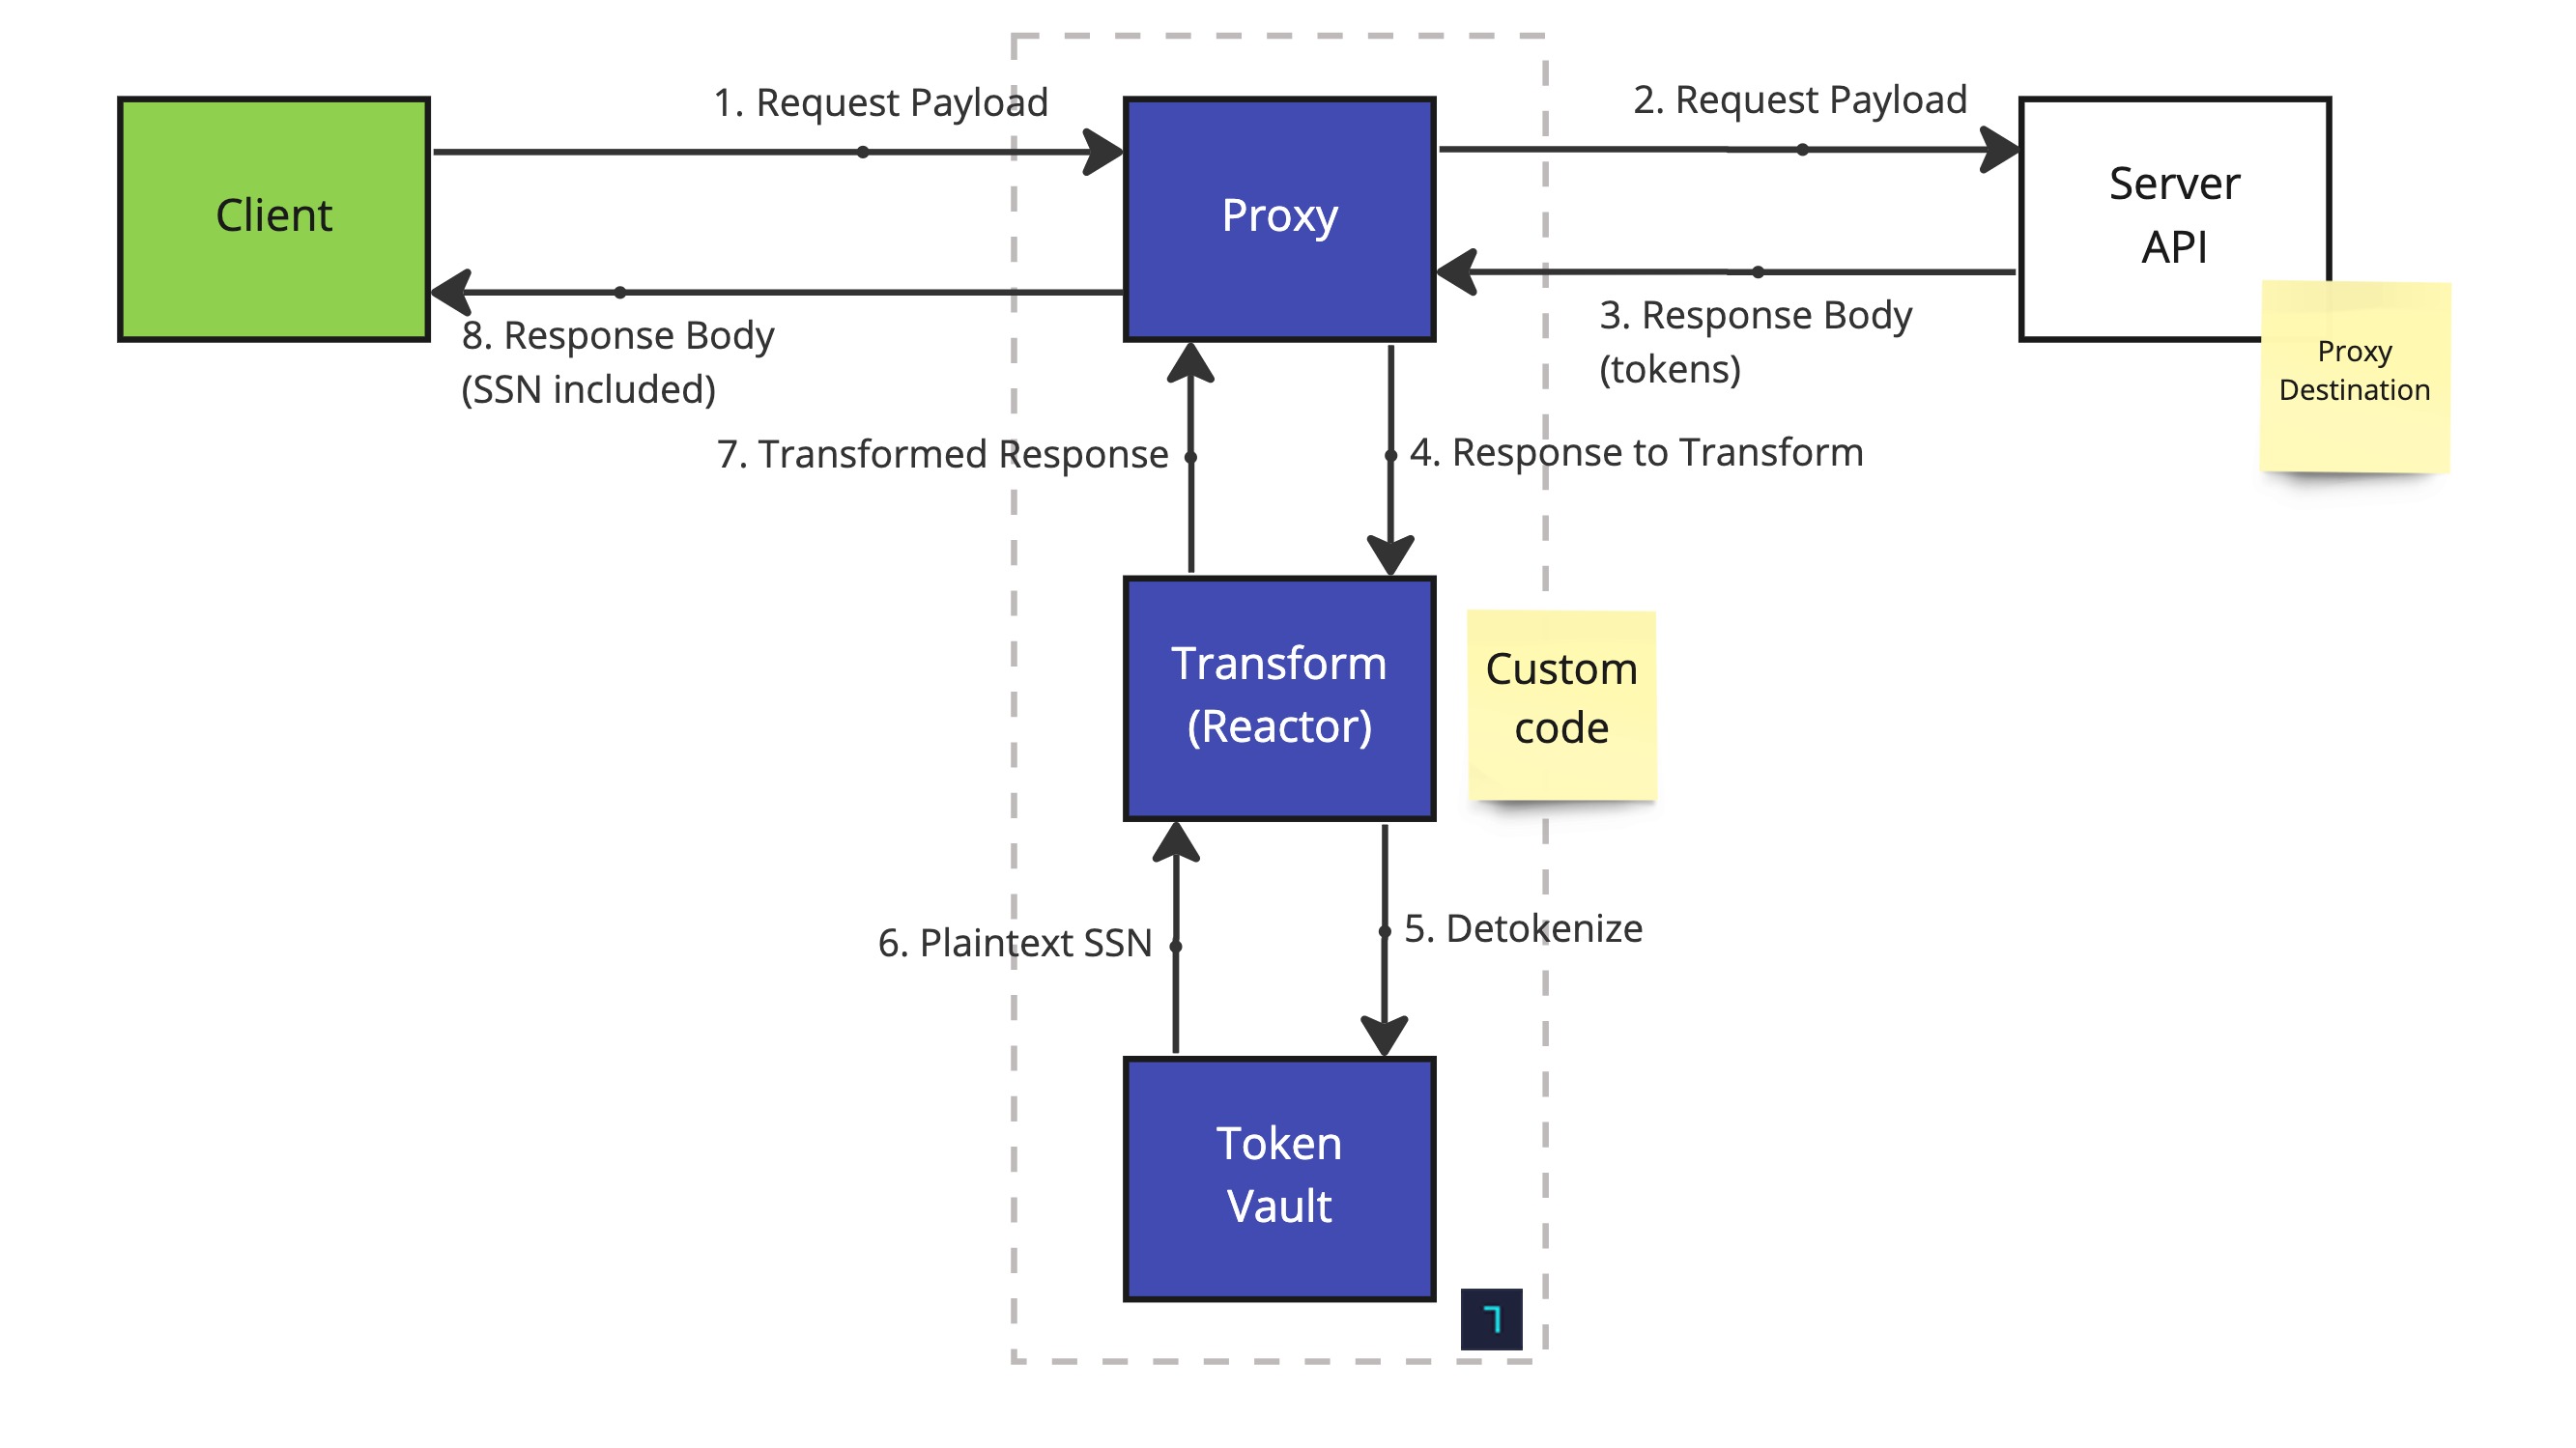 1. Request Payload
2. Request Payload
Client
Proxy
Server
API
8. Response Body
(SSN included)
3. Response Body
(tokens)
Proxy
Destination
7. Transformed Response
4. Response to Transform
Transform
(Reactor)
Custom
code
6. Plaintext SSN
5. Detokenize
Token
Vault